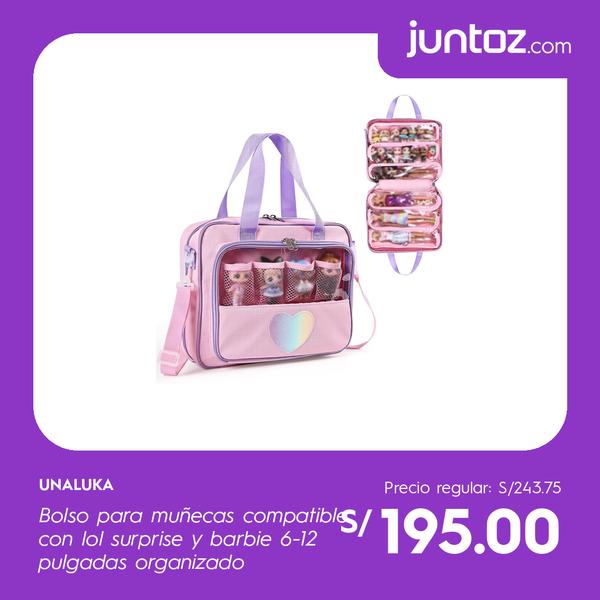 juntoz.com
UNALUKA
Bolso para muñecas compatible
con lol surprise y barbie 6-12
pulgadas organizado
Precio regular: S/243.75
S/195.00